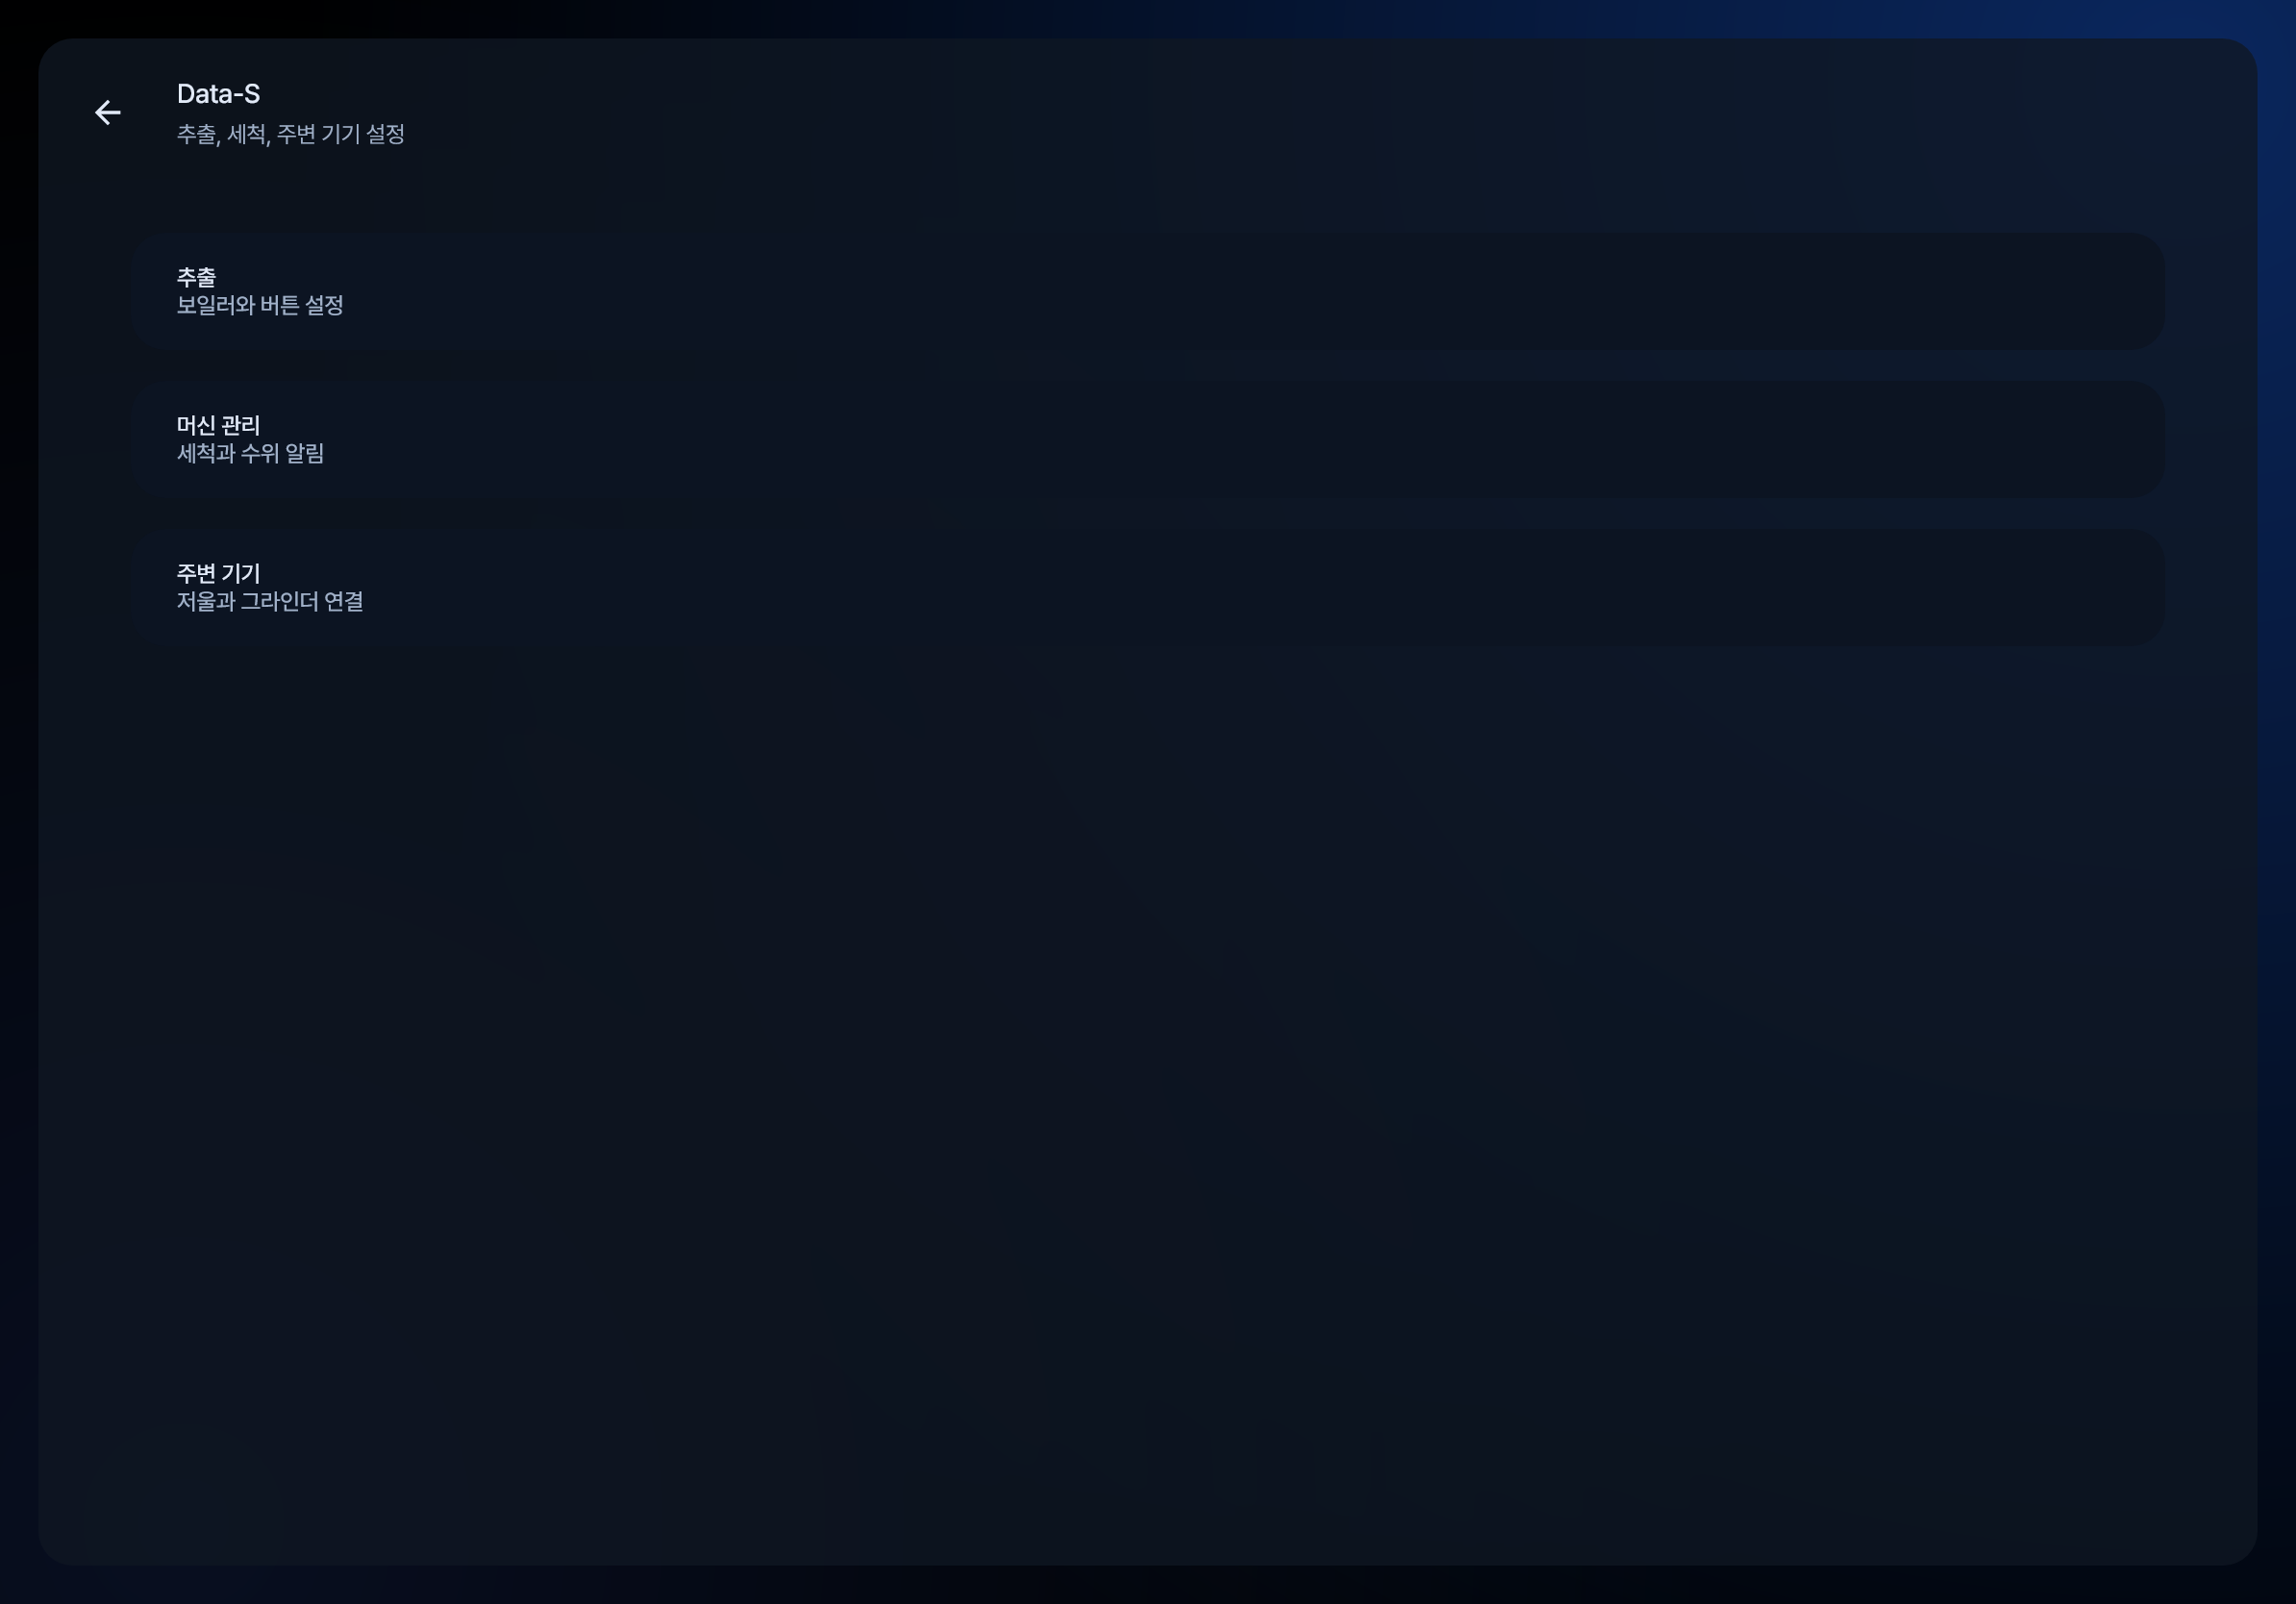 Data-S
추출, 세척, 주변 기기 설정
추출
보일러와 버튼 설정
머신 관리
세척과 수위 알림
주변 기기
저울과 그라인더 연결